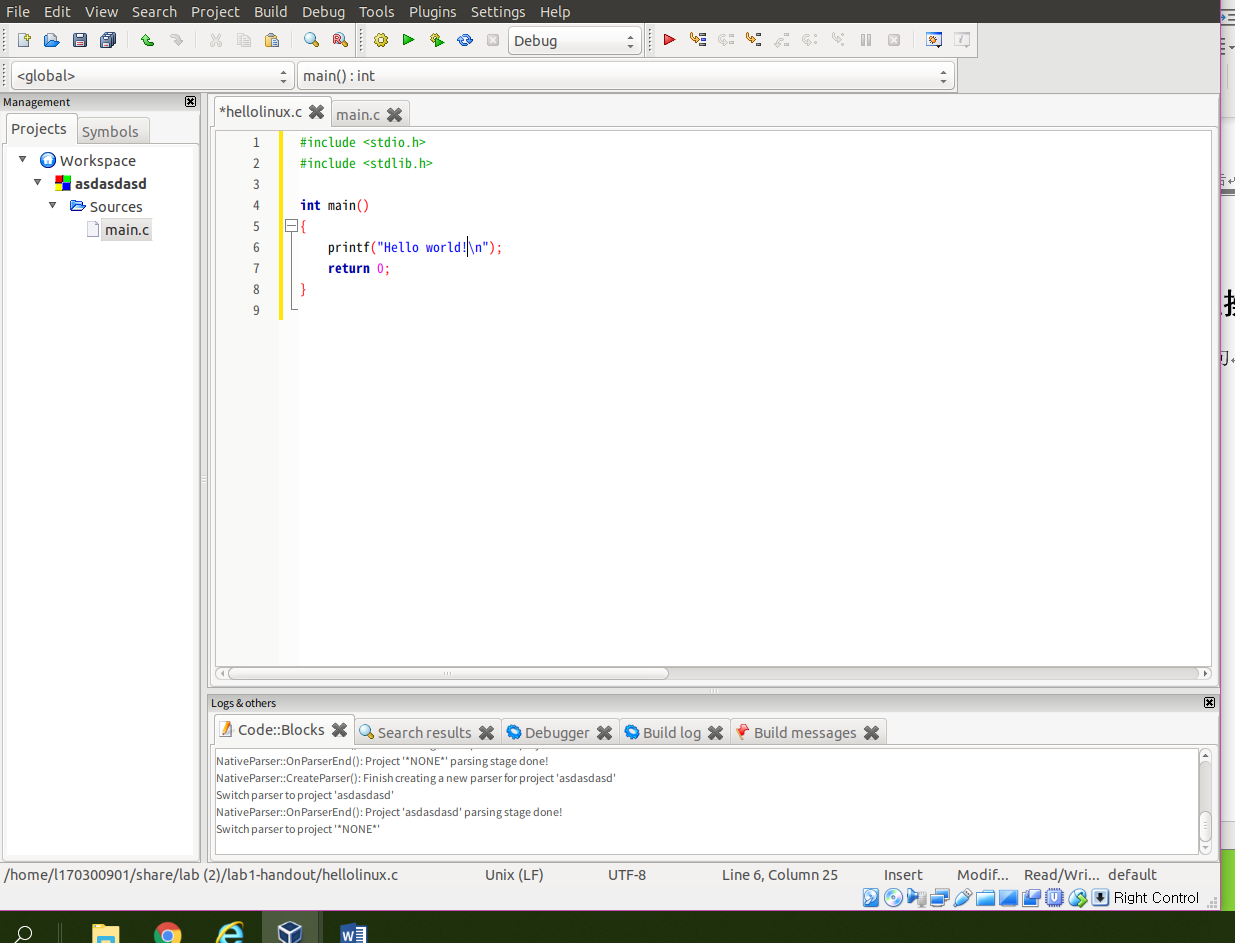 File Edit View Search Project Build Debug Tools Plugins Settings Help
Debug
<global> main() : int
Management
Projects Symbols
Workspace
asdasdasd
Sources
main.c
*hellolinux.c main.c
1 #include <stdio.h>
2 #include <stdlib.h>
3
4 int main()
5 {
6 printf("Hello world!\n");
7 return 0;
8 }
9
Logs & others
Code::Blocks Search results Debugger Build log Build messages
NativeParser::OnParserEnd(): Project '*NONE*' parsing stage done!
NativeParser::CreateParser(): Finish creating a new parser for project 'asdasdasd'
Switch parser to project 'asdasdasd'
NativeParser::OnParserEnd(): Project 'asdasdasd' parsing stage done!
Switch parser to project '*NONE*'
/home/l170300901/share/lab (2)/lab1-handout/hellolinux.c Unix (LF) UTF-8 Line 6, Column 25 Insert Modif... Read/Wri... default
Right Control